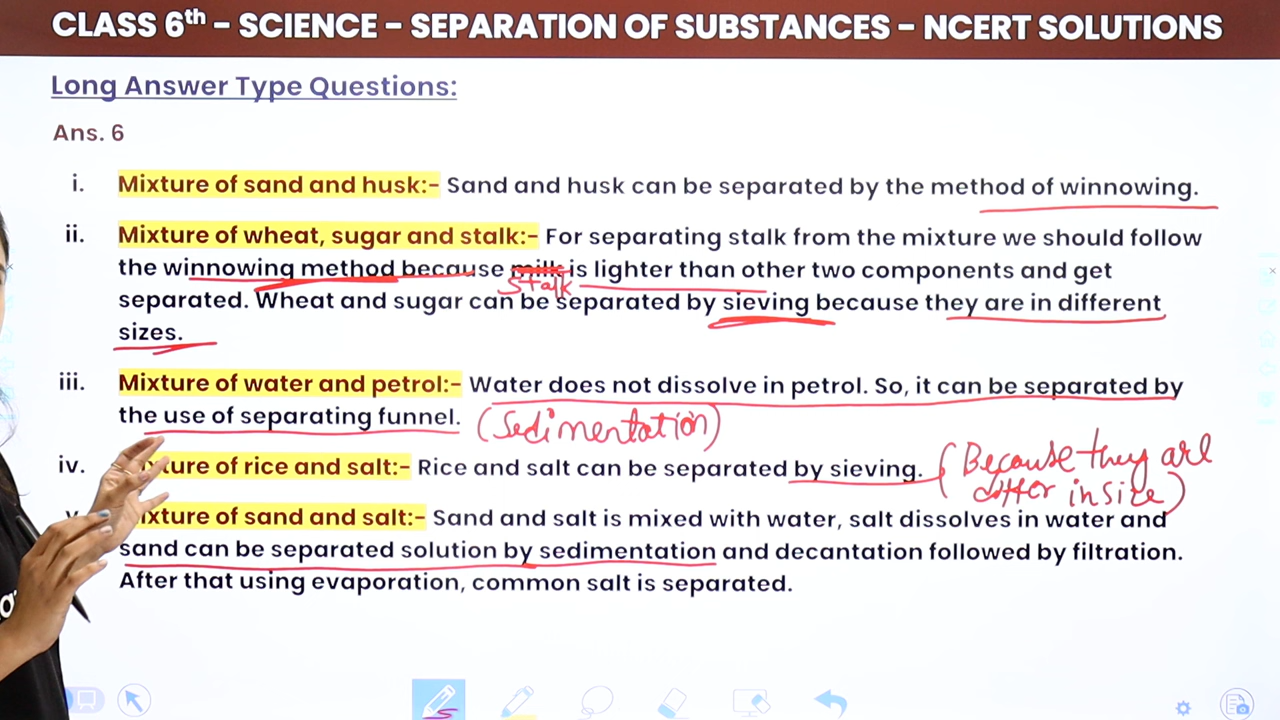 CLASS 6th – SCIENCE – SEPARATION OF SUBSTANCES – NCERT SOLUTIONS
Long Answer Type Questions:
Ans. 6
i. Mixture of sand and husk:- Sand and husk can be separated by the method of winnowing.
ii. Mixture of wheat, sugar and stalk:- For separating stalk from the mixture we should follow
the winnowing method because milk is lighter than other two components and get
stalk
separated. Wheat and sugar can be separated by sieving because they are in different
sizes.
iii. Mixture of water and petrol:- Water does not dissolve in petrol. So, it can be separated by
the use of separating funnel. (Sedimentation)
iv. Mixture of rice and salt:- Rice and salt can be separated by sieving. (Because they are
differ in size)
v. Mixture of sand and salt:- Sand and salt is mixed with water, salt dissolves in water and
sand can be separated solution by sedimentation and decantation followed by filtration.
After that using evaporation, common salt is separated.